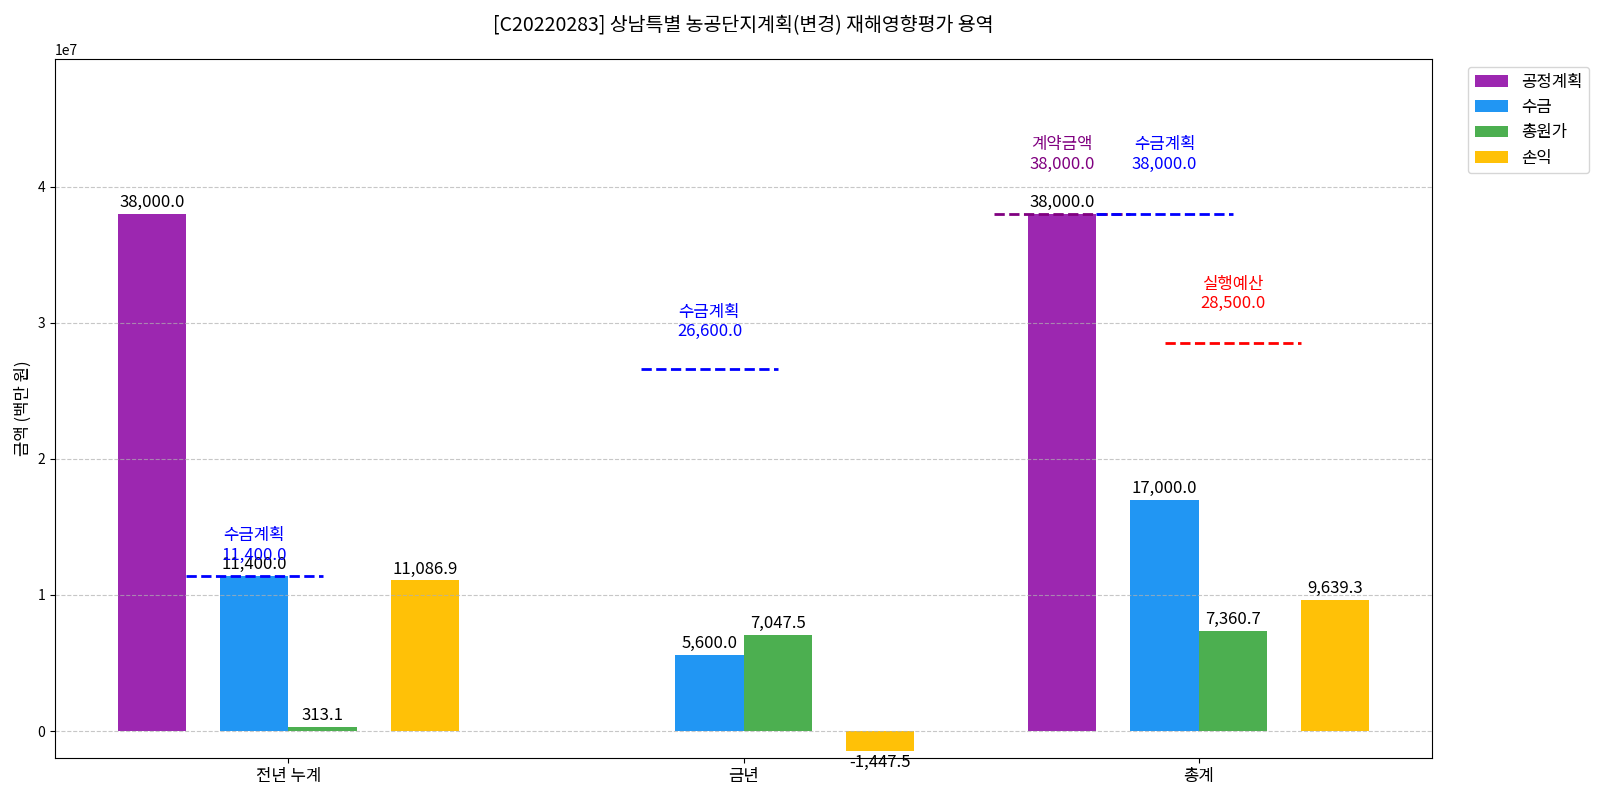 [C20220283] 상남특별 농공단지계획(변경) 재해영향평가 용역
1e7
공정계획
수금
총원가
손익
금액 (백만 원)
4
3
2
1
0
38,000.0
수금계획
11,400.0
11,400.0
313.1
11,086.9
수금계획
26,600.0
5,600.0
7,047.5
-1,447.5
계약금액
38,000.0
수금계획
38,000.0
38,000.0
실행예산
28,500.0
17,000.0
7,360.7
9,639.3
전년 누계
금년
총계